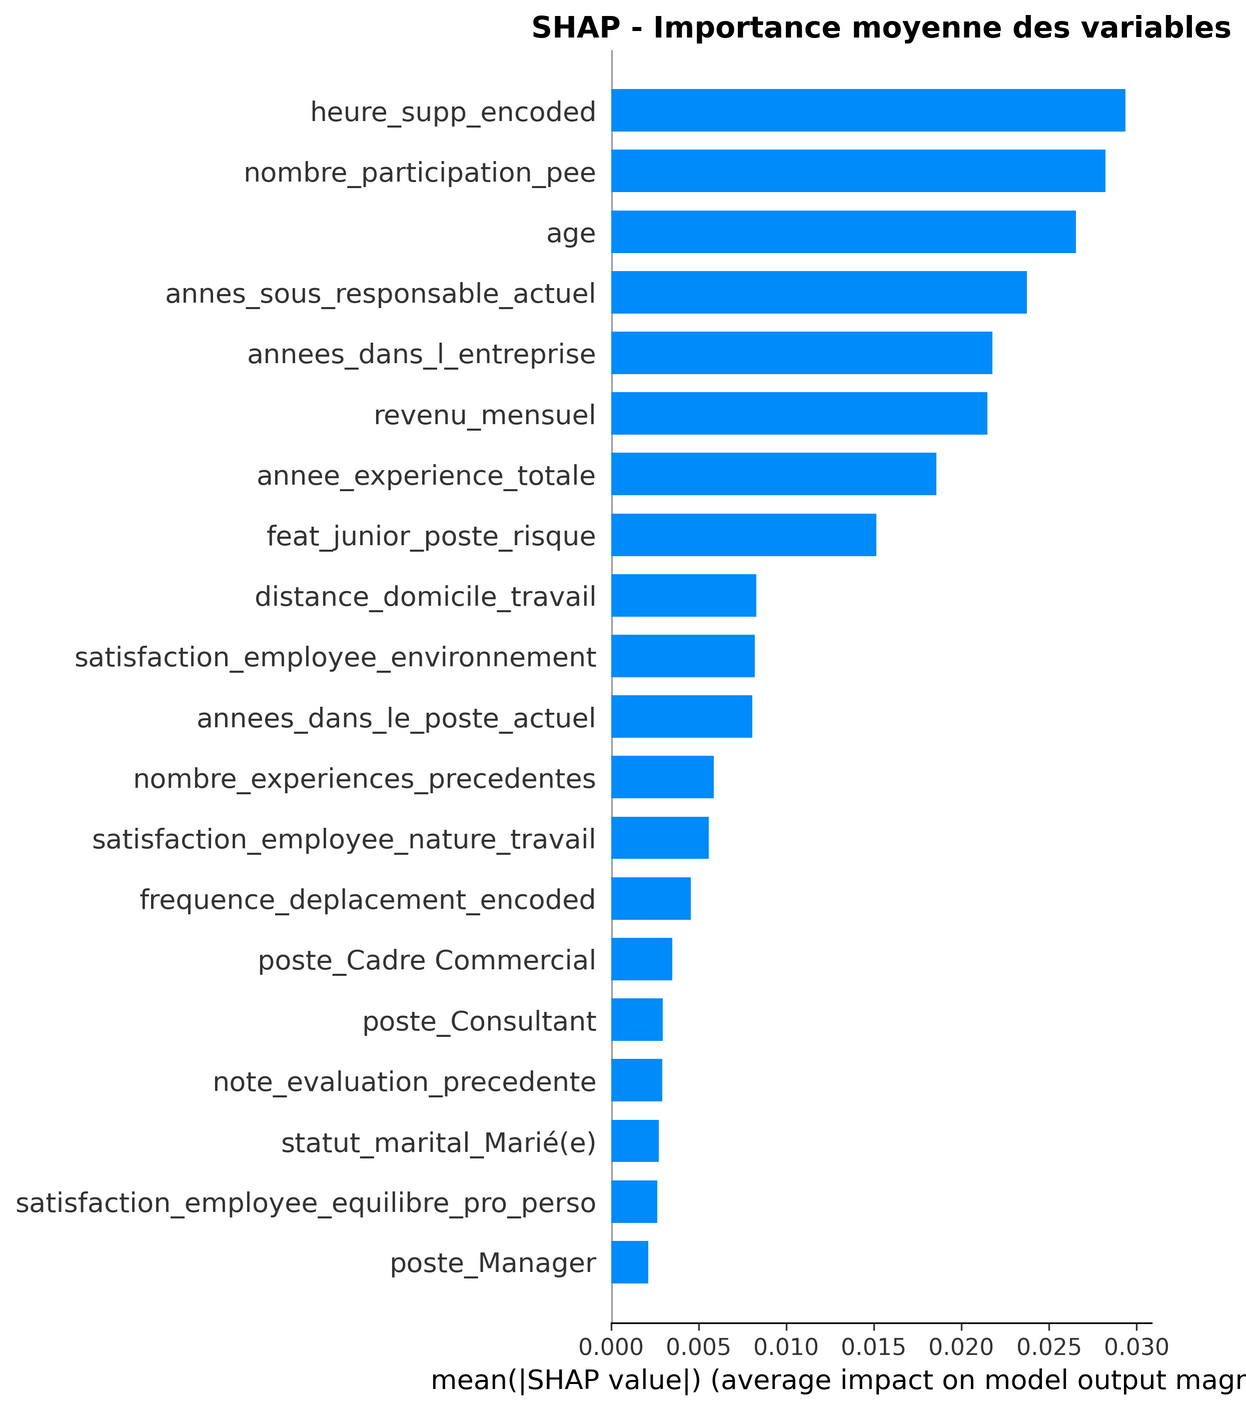 SHAP - Importance moyenne des variables
heure_supp_encoded
nombre_participation_pee
age
annes_sous_responsable_actuel
annees_dans_l_entreprise
revenu_mensuel
annee_experience_totale
feat_junior_poste_risque
distance_domicile_travail
satisfaction_employee_environnement
annees_dans_le_poste_actuel
nombre_experiences_precedentes
satisfaction_employee_nature_travail
frequence_deplacement_encoded
poste_Cadre Commercial
poste_Consultant
note_evaluation_precedente
statut_marital_Marié(e)
satisfaction_employee_equilibre_pro_perso
poste_Manager
0.000 0.005 0.010 0.015 0.020 0.025 0.030
mean(|SHAP value|) (average impact on model output magr